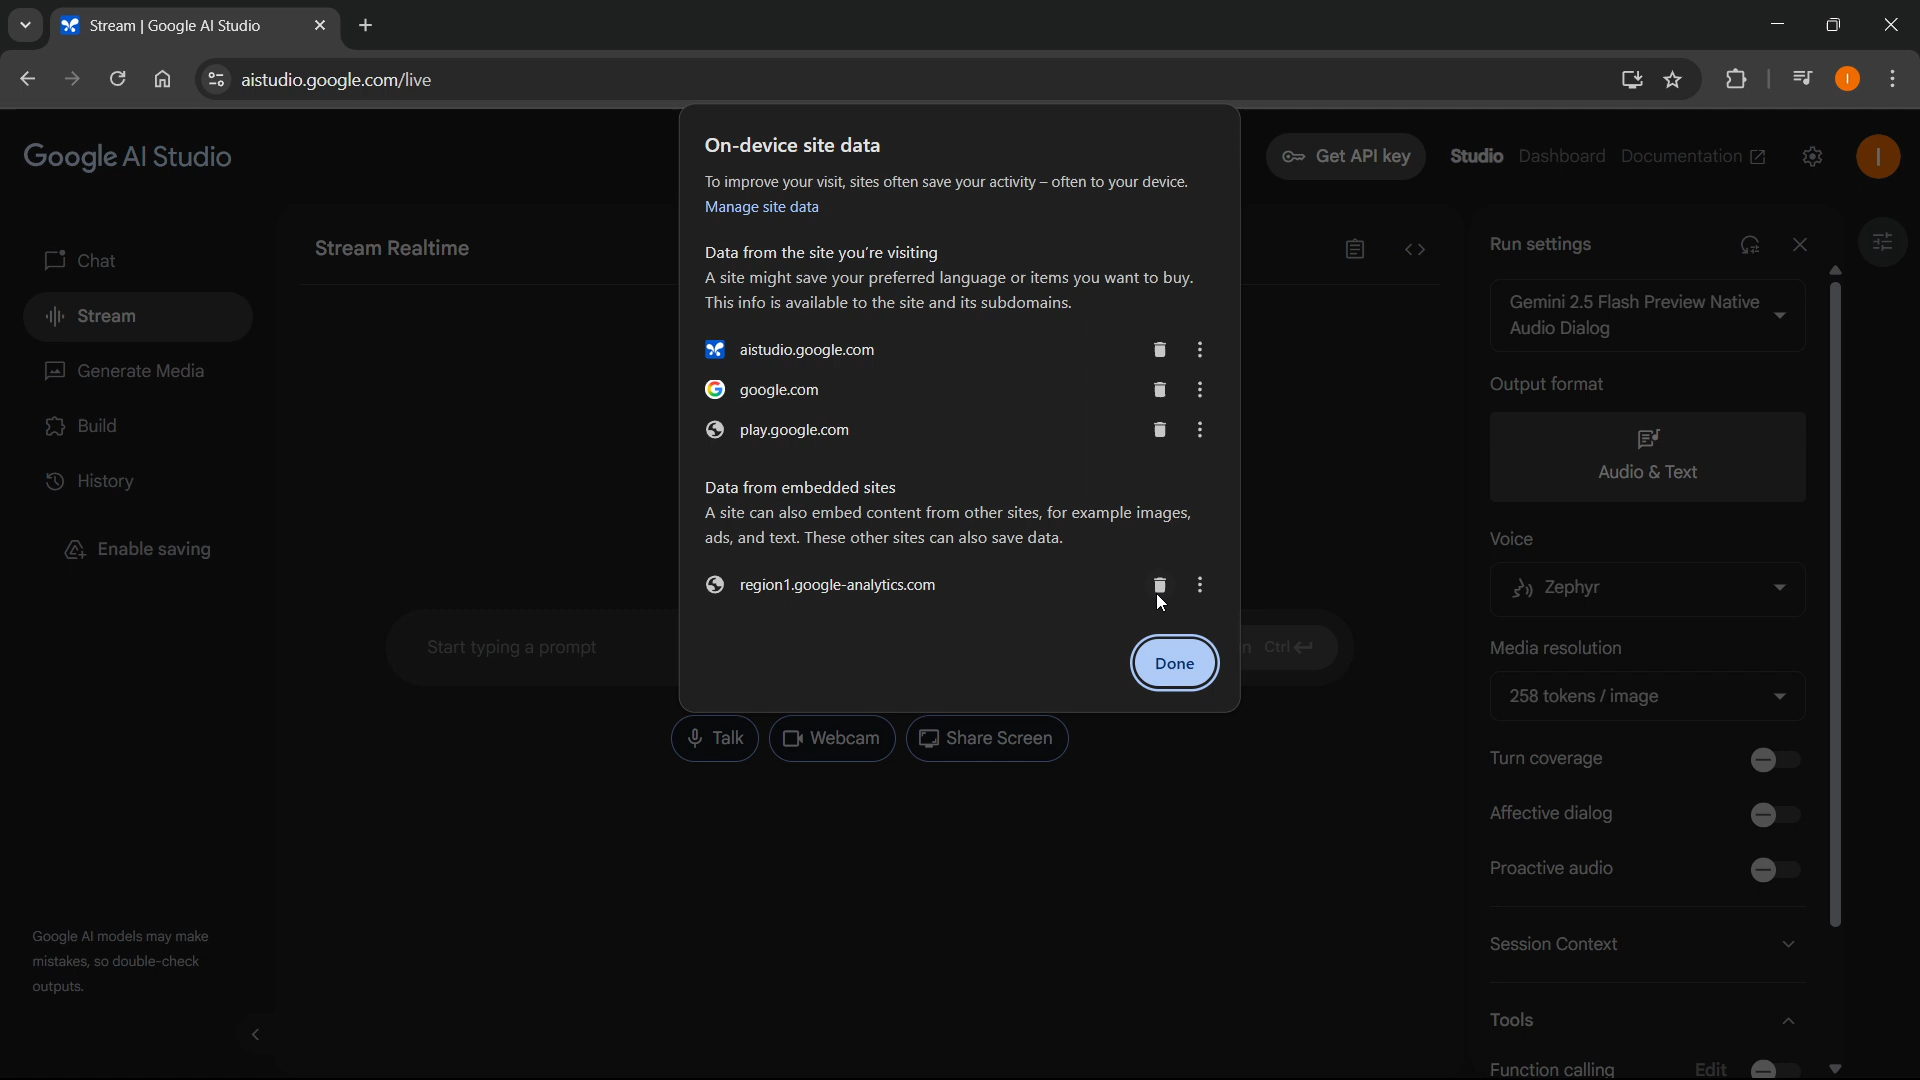 Stream | Google AI Studio
aistudio.google.com/live
I
Google AI Studio
Get API key
Studio
Dashboard
Documentation
I
Chat
Stream
Generate Media
Build
History
Enable saving
Google AI models may make
mistakes, so double-check
outputs.
Stream Realtime
Start typing a prompt
n Ctrl
Talk
Webcam
Share Screen
On-device site data
To improve your visit, sites often save your activity – often to your device.
Manage site data
Data from the site you're visiting
A site might save your preferred language or items you want to buy.
This info is available to the site and its subdomains.
aistudio.google.com
google.com
play.google.com
Data from embedded sites
A site can also embed content from other sites, for example images,
ads, and text. These other sites can also save data.
region1.google-analytics.com
Done
Run settings
Gemini 2.5 Flash Preview Native
Audio Dialog
Output format
Audio & Text
Voice
Zephyr
Media resolution
258 tokens / image
Turn coverage
Affective dialog
Proactive audio
Session Context
Tools
Function calling
Edit